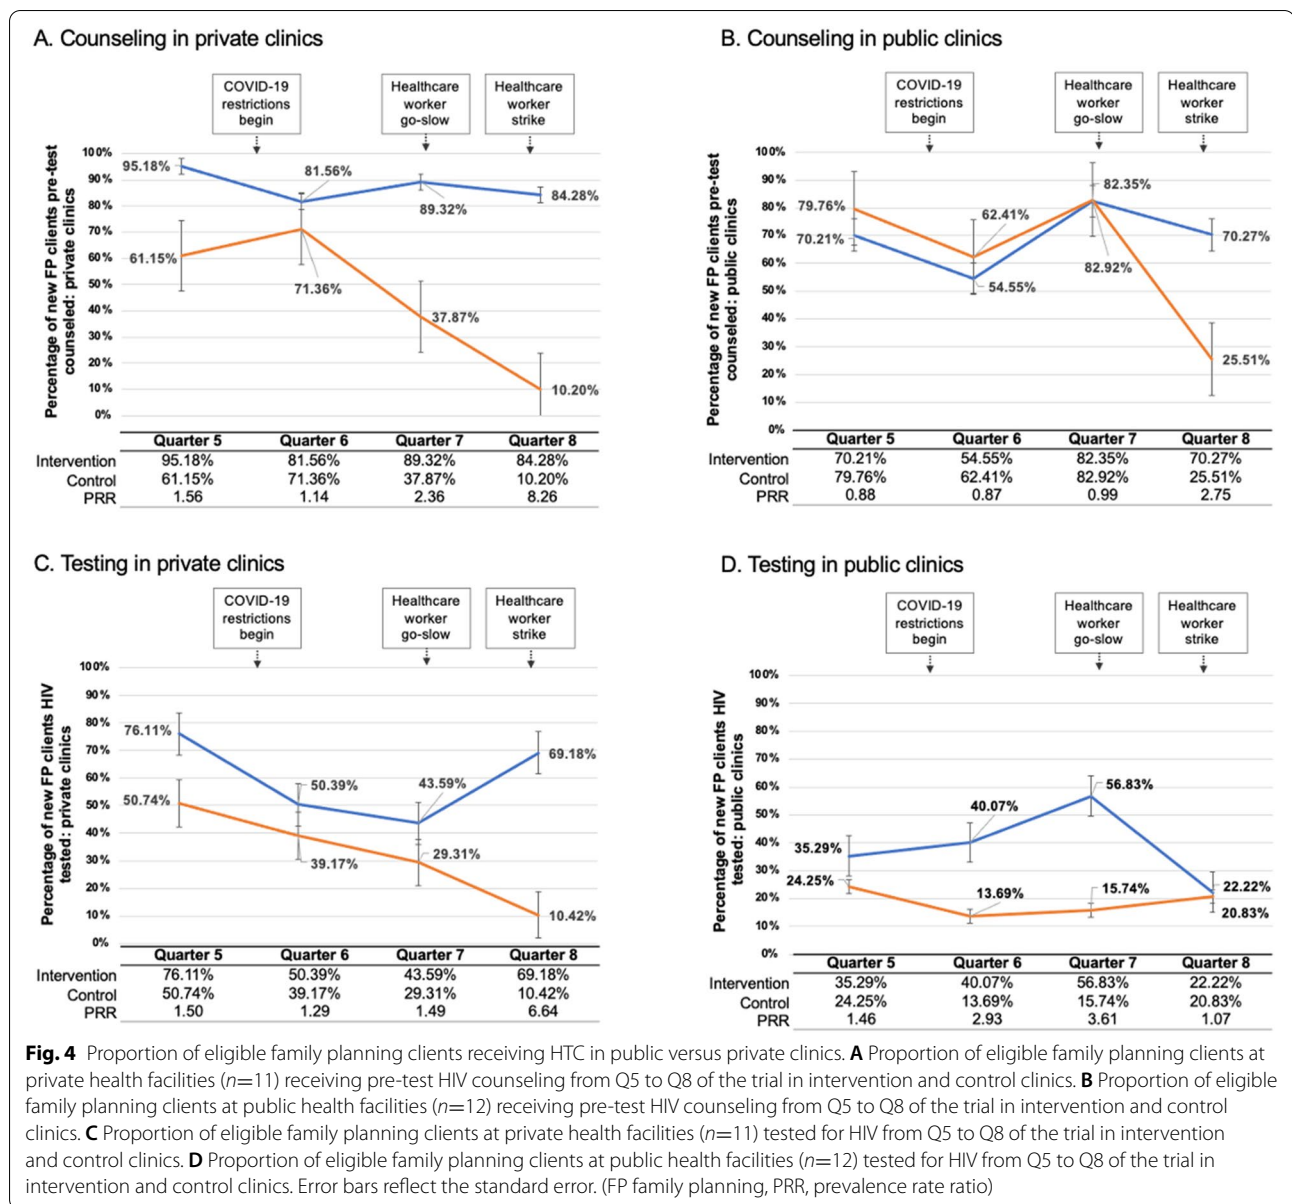 A. Counseling in private clinics
COVID-19
restrictions
begin
Healthcare
worker
go-slow
Healthcare
worker
strike
Percentage of new FP clients pre-test
counseled: private clinics
100%
90%
80%
70%
60%
50%
40%
30%
20%
10%
0%
95.18%
81.56%
89.32%
84.28%
61.15%
71.36%
37.87%
10.20%
Quarter 5 Quarter 6 Quarter 7 Quarter 8
Intervention 95.18% 81.56% 89.32% 84.28%
Control 61.15% 71.36% 37.87% 10.20%
PRR 1.56 1.14 2.36 8.26
B. Counseling in public clinics
COVID-19
restrictions
begin
Healthcare
worker
go-slow
Healthcare
worker
strike
Percentage of new FP clients pre-test
counseled: public clinics
100%
90%
80%
70%
60%
50%
40%
30%
20%
10%
0%
79.76%
70.21%
62.41%
54.55%
82.35%
82.92%
70.27%
25.51%
Quarter 5 Quarter 6 Quarter 7 Quarter 8
Intervention 70.21% 54.55% 82.35% 70.27%
Control 79.76% 62.41% 82.92% 25.51%
PRR 0.88 0.87 0.99 2.75
C. Testing in private clinics
COVID-19
restrictions
begin
Healthcare
worker
go-slow
Healthcare
worker
strike
Percentage of new FP clients HIV
tested: private clinics
100%
90%
80%
70%
60%
50%
40%
30%
20%
10%
0%
76.11%
50.74%
50.39%
39.17%
43.59%
29.31%
69.18%
10.42%
Quarter 5 Quarter 6 Quarter 7 Quarter 8
Intervention 76.11% 50.39% 43.59% 69.18%
Control 50.74% 39.17% 29.31% 10.42%
PRR 1.50 1.29 1.49 6.64
D. Testing in public clinics
COVID-19
restrictions
begin
Healthcare
worker
go-slow
Healthcare
worker
strike
Percentage of new FP clients HIV
tested: public clinics
100%
90%
80%
70%
60%
50%
40%
30%
20%
10%
0%
35.29%
24.25%
40.07%
13.69%
56.83%
15.74%
22.22%
20.83%
Quarter 5 Quarter 6 Quarter 7 Quarter 8
Intervention 35.29% 40.07% 56.83% 22.22%
Control 24.25% 13.69% 15.74% 20.83%
PRR 1.46 2.93 3.61 1.07
Fig. 4 Proportion of eligible family planning clients receiving HTC in public versus private clinics. A Proportion of eligible family planning clients at
private health facilities (n=11) receiving pre-test HIV counseling from Q5 to Q8 of the trial in intervention and control clinics. B Proportion of eligible
family planning clients at public health facilities (n=12) receiving pre-test HIV counseling from Q5 to Q8 of the trial in intervention and control
clinics. C Proportion of eligible family planning clients at private health facilities (n=11) tested for HIV from Q5 to Q8 of the trial in intervention
and control clinics. D Proportion of eligible family planning clients at public health facilities (n=12) tested for HIV from Q5 to Q8 of the trial in
intervention and control clinics. Error bars reflect the standard error. (FP family planning, PRR, prevalence rate ratio)